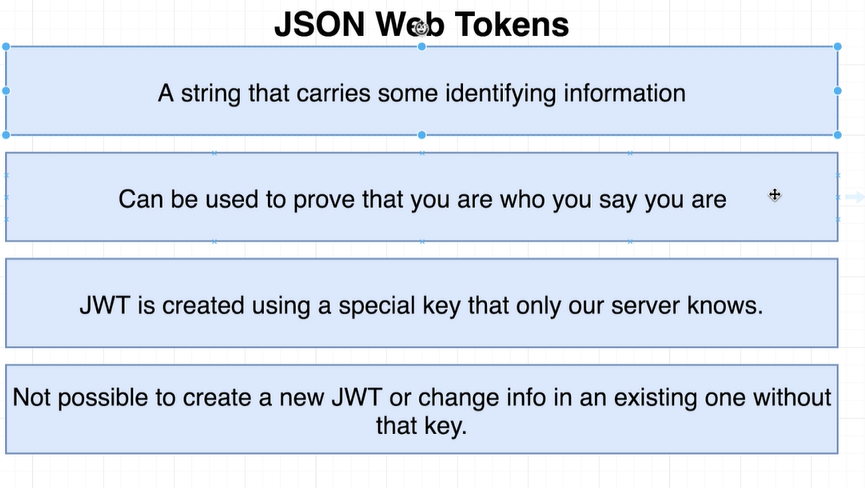 JSON Web Tokens
A string that carries some identifying information
Can be used to prove that you are who you say you are
JWT is created using a special key that only our server knows.
Not possible to create a new JWT or change info in an existing one without
that key.